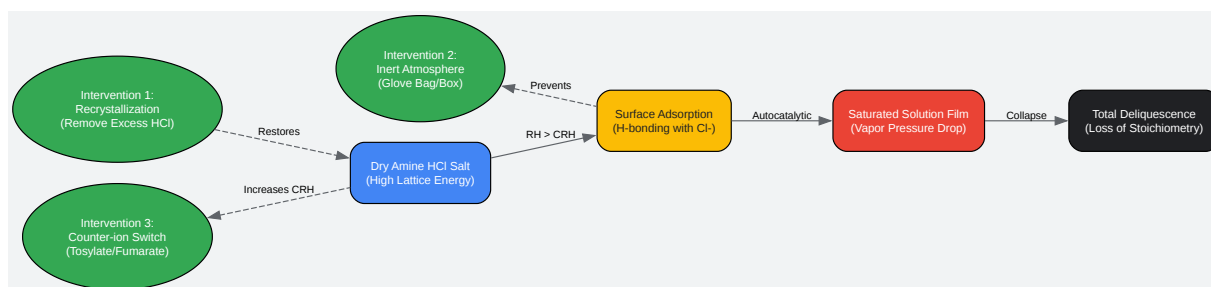 Intervention 1:
Recrystallization
(Remove Excess HCl)
Restores
Intervention 2:
Inert Atmosphere
(Glove Bag/Box)
Prevents
Intervention 3:
Counter-ion Switch
(Tosylate/Fumarate)
Increases CRH
Dry Amine HCl Salt
(High Lattice Energy)
RH > CRH
Surface Adsorption
(H-bonding with Cl-)
Autocatalytic
Saturated Solution Film
(Vapor Pressure Drop)
Collapse
Total Deliquescence
(Loss of Stoichiometry)